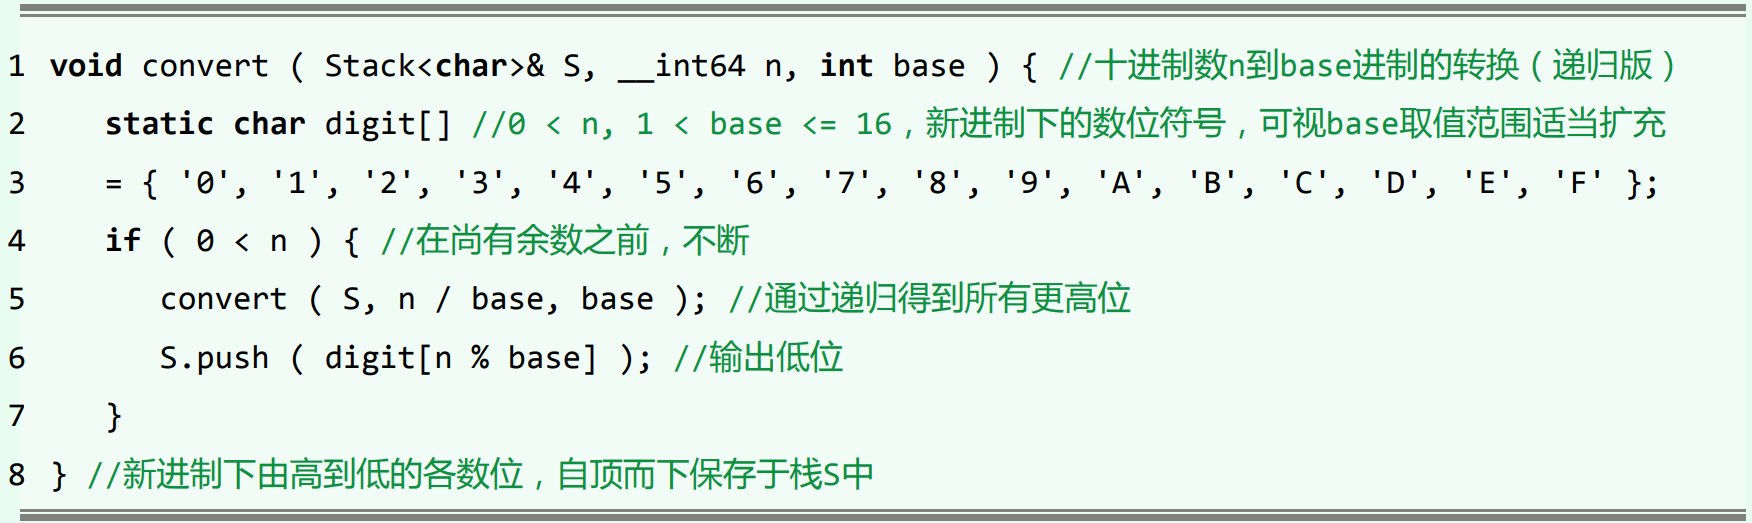 1 void convert ( Stack<char>& S, __int64 n, int base ) { //十进制数n到base进制的转换（递归版）
2 static char digit[] //0 < n, 1 < base <= 16，新进制下的数位符号，可视base取值范围适当扩充
3 = { '0', '1', '2', '3', '4', '5', '6', '7', '8', '9', 'A', 'B', 'C', 'D', 'E', 'F' };
4 if ( 0 < n ) { //在尚有余数之前，不断
5 convert ( S, n / base, base ); //通过递归得到所有更高位
6 S.push ( digit[n % base] ); //输出低位
7 }
8 } //新进制下由高到低的各数位，自顶而下保存于栈S中